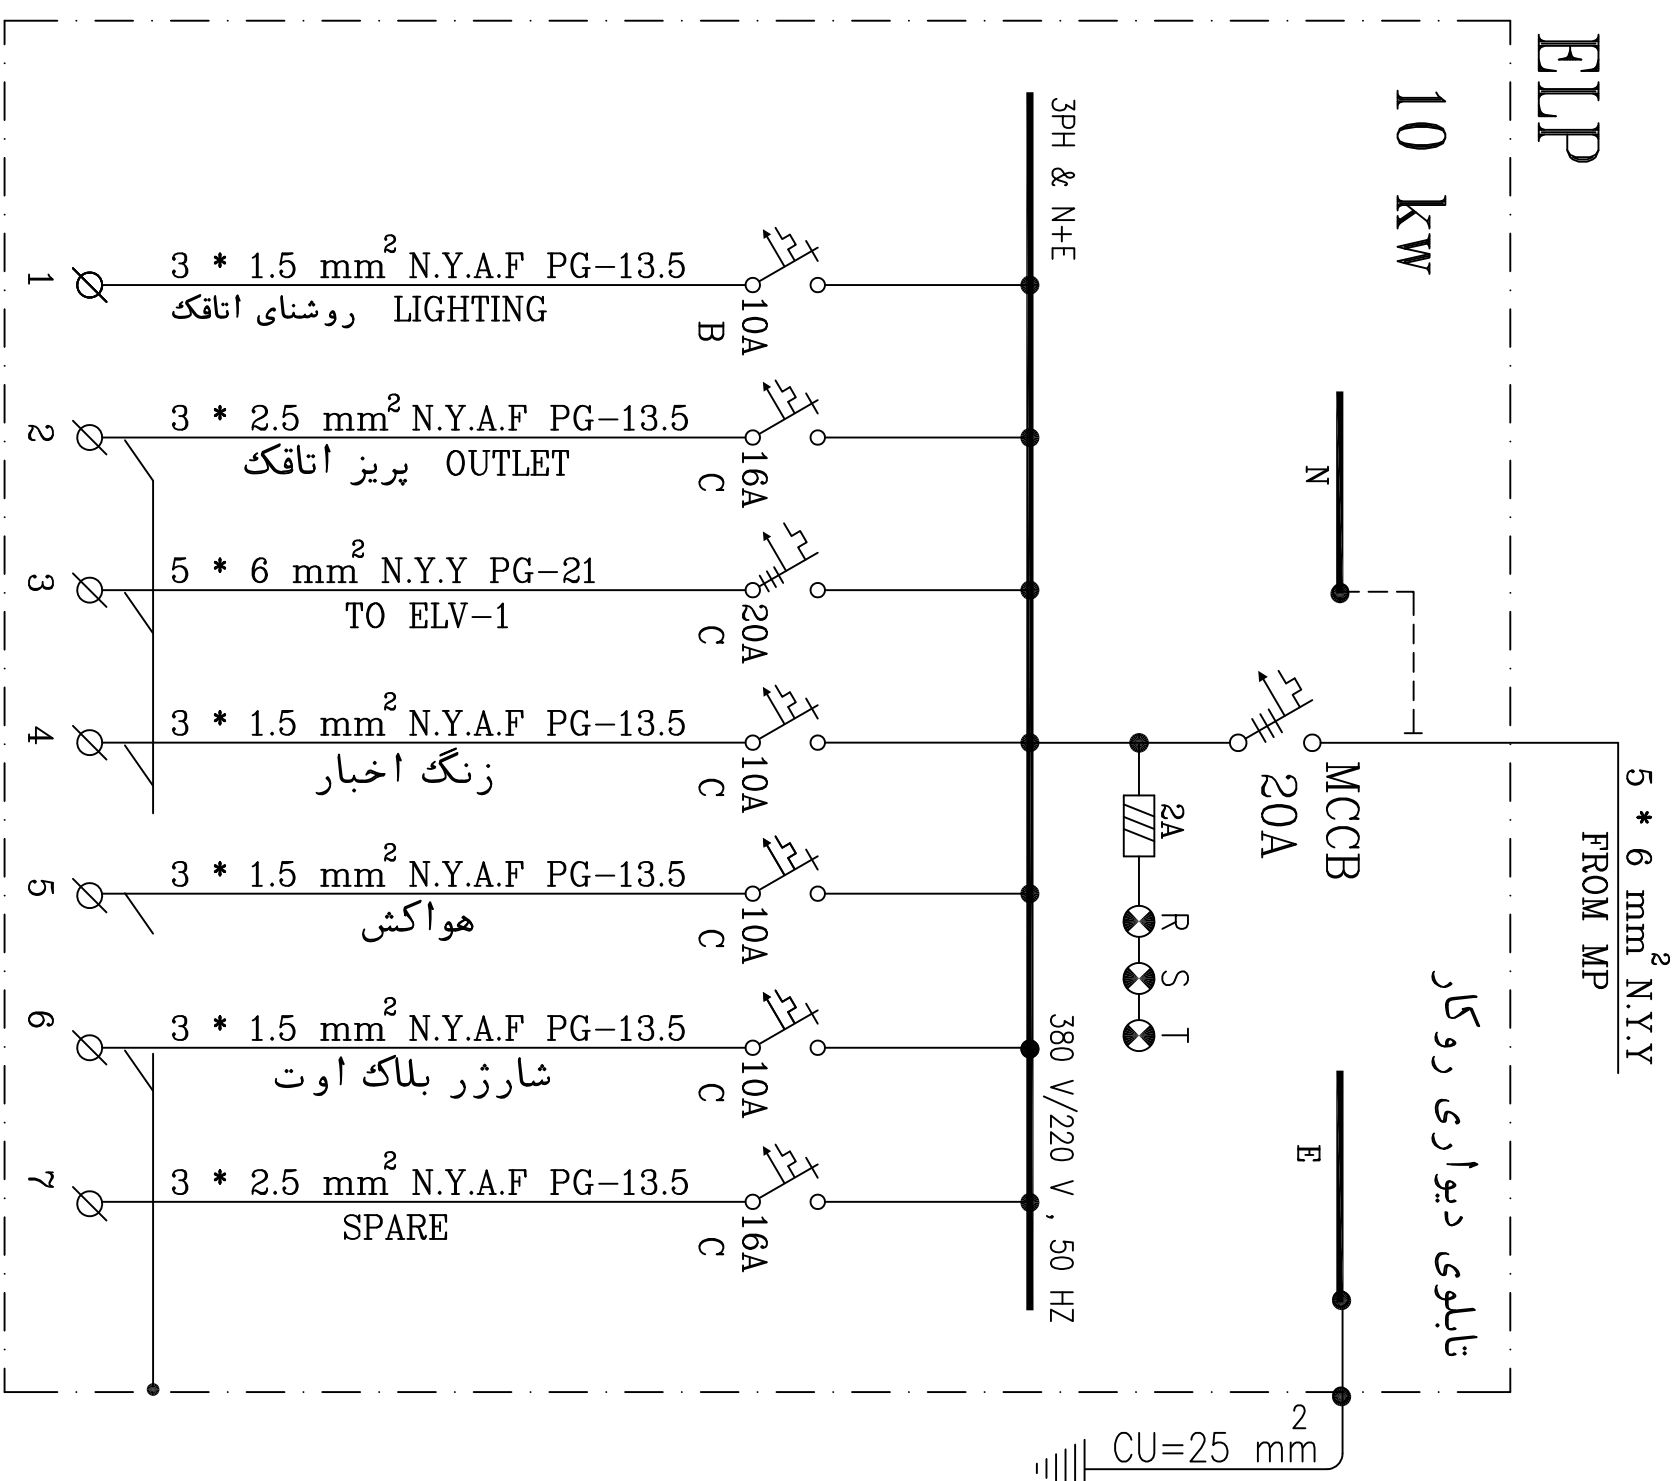 ELP
10 kw
5 * 6 mm² N.Y.Y
FROM MP
تابلوی دیواری روکار
MCCB
20A
N
E
2A
R
S
T
3PH & N+E
380 V/220 V , 50 HZ
3 * 1.5 mm² N.Y.A.F PG-13.5
روشنای اتاقک LIGHTING
10A
B
1
3 * 2.5 mm² N.Y.A.F PG-13.5
پریز اتاقک OUTLET
16A
C
2
5 * 6 mm² N.Y.Y PG-21
TO ELV-1
20A
C
3
3 * 1.5 mm² N.Y.A.F PG-13.5
زنگ اخبار
10A
C
4
3 * 1.5 mm² N.Y.A.F PG-13.5
هواکش
10A
C
5
3 * 1.5 mm² N.Y.A.F PG-13.5
شارژر بلاک اوت
10A
C
6
3 * 2.5 mm² N.Y.A.F PG-13.5
SPARE
16A
C
7
CU=25 mm²